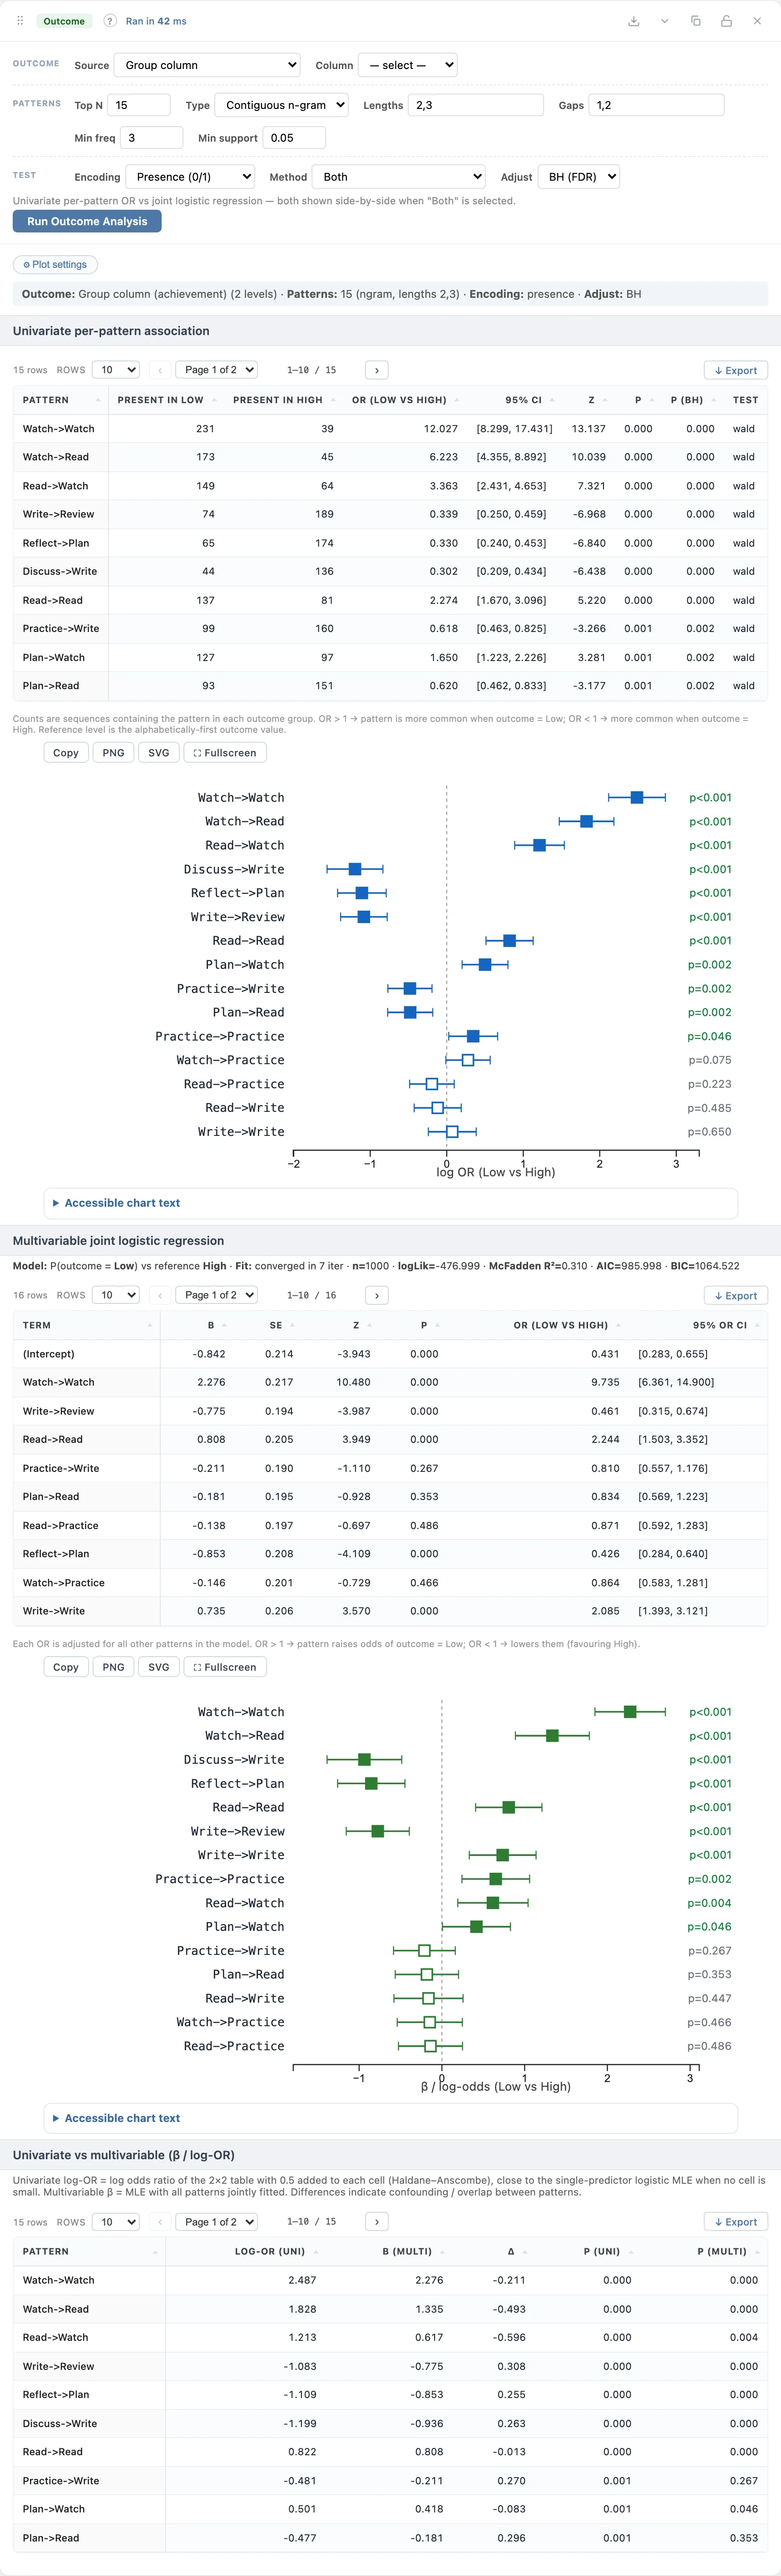 Outcome ? Ran in 42 ms
OUTCOME Source Group column Column — select —
PATTERNS Top N 15 Type Contiguous n-gram Lengths 2,3 Gaps 1,2
Min freq 3 Min support 0.05
TEST Encoding Presence (0/1) Method Both Adjust BH (FDR)
Univariate per-pattern OR vs joint logistic regression — both shown side-by-side when "Both" is selected.
Run Outcome Analysis
⚙ Plot settings
Outcome: Group column (achievement) (2 levels) · Patterns: 15 (ngram, lengths 2,3) · Encoding: presence · Adjust: BH
Univariate per-pattern association
15 rows ROWS 10 ‹ Page 1 of 2 1–10 / 15 › ↓ Export
PATTERN PRESENT IN LOW PRESENT IN HIGH OR (LOW VS HIGH) 95% CI Z P P (BH) TEST
Watch->Watch 231 39 12.027 [8.299, 17.431] 13.137 0.000 0.000 wald
Watch->Read 173 45 6.223 [4.355, 8.892] 10.039 0.000 0.000 wald
Read->Watch 149 64 3.363 [2.431, 4.653] 7.321 0.000 0.000 wald
Write->Review 74 189 0.339 [0.250, 0.459] -6.968 0.000 0.000 wald
Reflect->Plan 65 174 0.330 [0.240, 0.453] -6.840 0.000 0.000 wald
Discuss->Write 44 136 0.302 [0.209, 0.434] -6.438 0.000 0.000 wald
Read->Read 137 81 2.274 [1.670, 3.096] 5.220 0.000 0.000 wald
Practice->Write 99 160 0.618 [0.463, 0.825] -3.266 0.001 0.002 wald
Plan->Watch 127 97 1.650 [1.223, 2.226] 3.281 0.001 0.002 wald
Plan->Read 93 151 0.620 [0.462, 0.833] -3.177 0.001 0.002 wald
Counts are sequences containing the pattern in each outcome group. OR > 1 → pattern is more common when outcome = Low; OR < 1 → more common when outcome =
High. Reference level is the alphabetically-first outcome value.
Copy PNG SVG ⛶ Fullscreen
Watch->Watch p<0.001
Watch->Read p<0.001
Read->Watch p<0.001
Discuss->Write p<0.001
Reflect->Plan p<0.001
Write->Review p<0.001
Read->Read p<0.001
Plan->Watch p=0.002
Practice->Write p=0.002
Plan->Read p=0.002
Practice->Practice p=0.046
Watch->Practice p=0.075
Read->Practice p=0.223
Read->Write p=0.485
Write->Write p=0.650
−2 −1 0 1 2 3
log OR (Low vs High)
▶ Accessible chart text
Multivariable joint logistic regression
Model: P(outcome = Low) vs reference High · Fit: converged in 7 iter · n=1000 · logLik=-476.999 · McFadden R²=0.310 · AIC=985.998 · BIC=1064.522
16 rows ROWS 10 ‹ Page 1 of 2 1–10 / 16 › ↓ Export
TERM B SE Z P OR (LOW VS HIGH) 95% OR CI
(Intercept) -0.842 0.214 -3.943 0.000 0.431 [0.283, 0.655]
Watch->Watch 2.276 0.217 10.480 0.000 9.735 [6.361, 14.900]
Write->Review -0.775 0.194 -3.987 0.000 0.461 [0.315, 0.674]
Read->Read 0.808 0.205 3.949 0.000 2.244 [1.503, 3.352]
Practice->Write -0.211 0.190 -1.110 0.267 0.810 [0.557, 1.176]
Plan->Read -0.181 0.195 -0.928 0.353 0.834 [0.569, 1.223]
Read->Practice -0.138 0.197 -0.697 0.486 0.871 [0.592, 1.283]
Reflect->Plan -0.853 0.208 -4.109 0.000 0.426 [0.284, 0.640]
Watch->Practice -0.146 0.201 -0.729 0.466 0.864 [0.583, 1.281]
Write->Write 0.735 0.206 3.570 0.000 2.085 [1.393, 3.121]
Each OR is adjusted for all other patterns in the model. OR > 1 → pattern raises odds of outcome = Low; OR < 1 → lowers them (favouring High).
Copy PNG SVG ⛶ Fullscreen
Watch->Watch p<0.001
Watch->Read p<0.001
Discuss->Write p<0.001
Reflect->Plan p<0.001
Read->Read p<0.001
Write->Review p<0.001
Write->Write p<0.001
Practice->Practice p=0.002
Read->Watch p=0.004
Plan->Watch p=0.046
Practice->Write p=0.267
Plan->Read p=0.353
Read->Write p=0.447
Watch->Practice p=0.466
Read->Practice p=0.486
−1 0 1 2 3
β / log-odds (Low vs High)
▶ Accessible chart text
Univariate vs multivariable (β / log-OR)
Univariate log-OR = log odds ratio of the 2×2 table with 0.5 added to each cell (Haldane–Anscombe), close to the single-predictor logistic MLE when no cell is
small. Multivariable β = MLE with all patterns jointly fitted. Differences indicate confounding / overlap between patterns.
15 rows ROWS 10 ‹ Page 1 of 2 1–10 / 15 › ↓ Export
PATTERN LOG-OR (UNI) B (MULTI) Δ P (UNI) P (MULTI)
Watch->Watch 2.487 2.276 -0.211 0.000 0.000
Watch->Read 1.828 1.335 -0.493 0.000 0.000
Read->Watch 1.213 0.617 -0.596 0.000 0.004
Write->Review -1.083 -0.775 0.308 0.000 0.000
Reflect->Plan -1.109 -0.853 0.255 0.000 0.000
Discuss->Write -1.199 -0.936 0.263 0.000 0.000
Read->Read 0.822 0.808 -0.013 0.000 0.000
Practice->Write -0.481 -0.211 0.270 0.001 0.267
Plan->Watch 0.501 0.418 -0.083 0.001 0.046
Plan->Read -0.477 -0.181 0.296 0.001 0.353